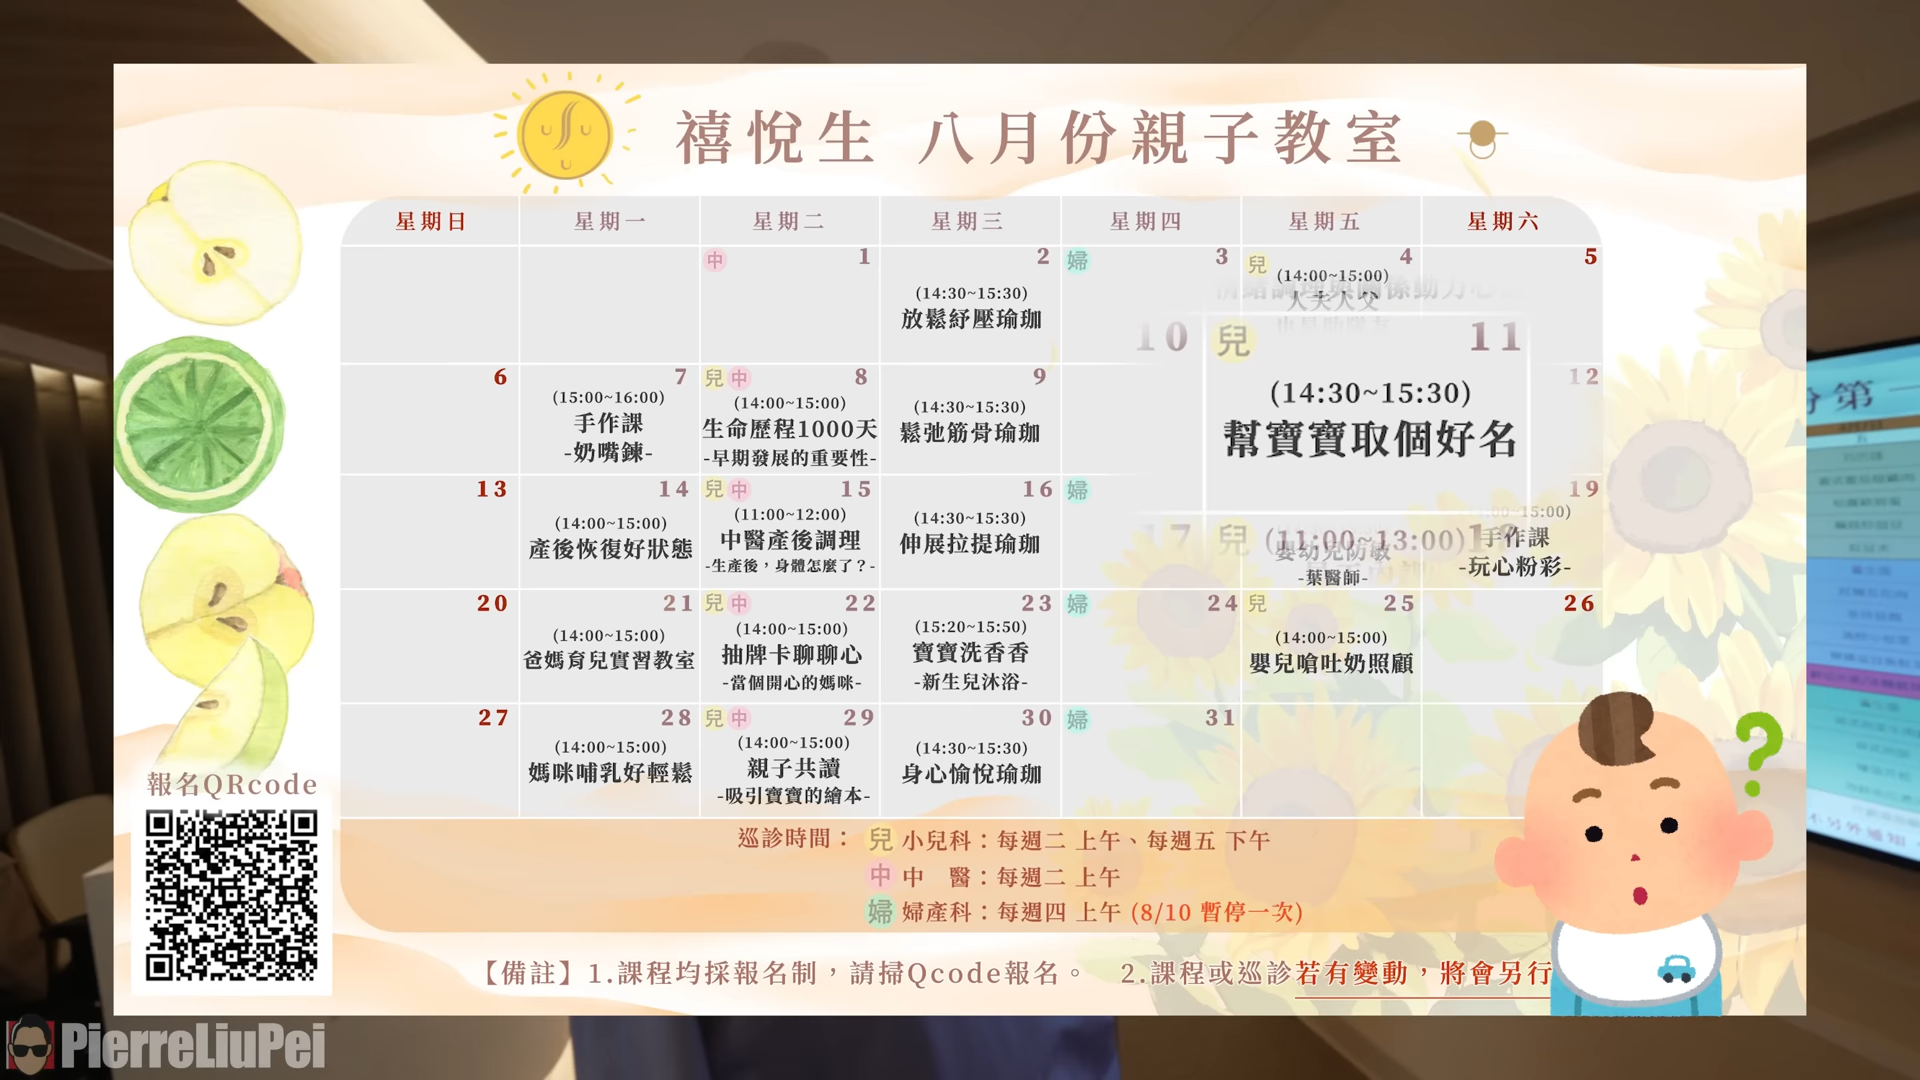 禧悅生 八月份親子教室
星期日 星期一 星期二 星期三 星期四 星期五 星期六
中 1
2
(14:30~15:30)
放鬆紓壓瑜珈
婦 3
兒 4
(14:00~15:00)
人夫人父
5
6
7
(15:00~16:00)
手作課
-奶嘴鍊-
兒 中 8
(14:00~15:00)
生命歷程1000天
-早期發展的重要性-
9
(14:30~15:30)
鬆弛筋骨瑜珈
10
兒 11
(14:30~15:30)
幫寶寶取個好名
12
13
14
(14:00~15:00)
產後恢復好狀態
兒 中 15
(11:00~12:00)
中醫產後調理
-生產後，身體怎麼了？-
16
(14:30~15:30)
伸展拉提瑜珈
婦 17
兒 18
(11:00~13:00)
嬰幼兒防敏
-葉醫師-
19
手作課
-玩心粉彩-
20
21
(14:00~15:00)
爸媽育兒實習教室
兒 中 22
(14:00~15:00)
抽牌卡聊聊心
-當個開心的媽咪-
23
(15:20~15:50)
寶寶洗香香
-新生兒沐浴-
婦 24
兒 25
(14:00~15:00)
嬰兒嗆吐奶照顧
26
27
28
(14:00~15:00)
媽咪哺乳好輕鬆
兒 中 29
(14:00~15:00)
親子共讀
-吸引寶寶的繪本-
30
(14:30~15:30)
身心愉悅瑜珈
婦 31
報名QRcode
巡診時間： 兒 小兒科：每週二 上午、每週五 下午
中 中 醫：每週二 上午
婦 婦產科：每週四 上午 (8/10 暫停一次)
【備註】1.課程均採報名制，請掃Qcode報名。 2.課程或巡診若有變動，將會另行
第
PierreLiuPei